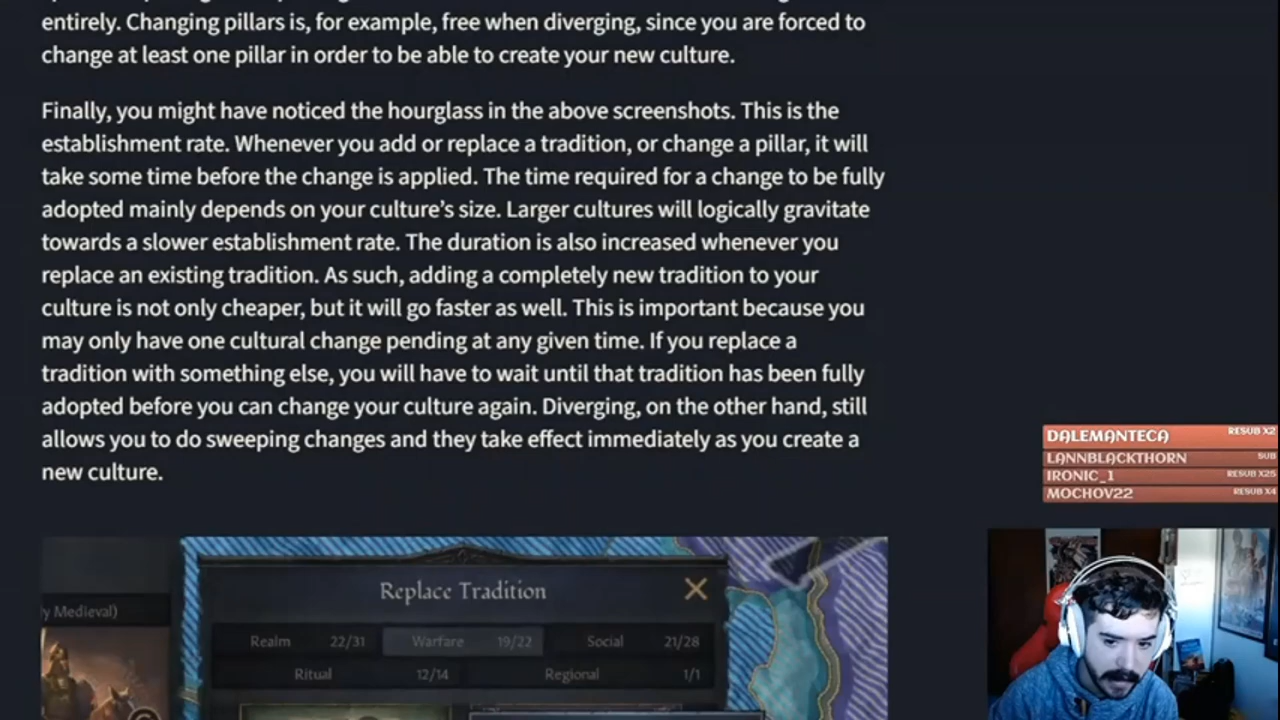 entirely. Changing pillars is, for example, free when diverging, since you are forced to
change at least one pillar in order to be able to create your new culture.
Finally, you might have noticed the hourglass in the above screenshots. This is the
establishment rate. Whenever you add or replace a tradition, or change a pillar, it will
take some time before the change is applied. The time required for a change to be fully
adopted mainly depends on your culture’s size. Larger cultures will logically gravitate
towards a slower establishment rate. The duration is also increased whenever you
replace an existing tradition. As such, adding a completely new tradition to your
culture is not only cheaper, but it will go faster as well. This is important because you
may only have one cultural change pending at any given time. If you replace a
tradition with something else, you will have to wait until that tradition has been fully
adopted before you can change your culture again. Diverging, on the other hand, still
allows you to do sweeping changes and they take effect immediately as you create a
new culture.
DALEMANTECA RESUB X2
LANNBLACKTHORN SUB
IRONIC_1 RESUB X25
MOCHOV22 RESUB X4
Replace Tradition
y Medieval)
Realm 22/31 Warfare 19/22 Social 21/28
Ritual 12/14 Regional 1/1